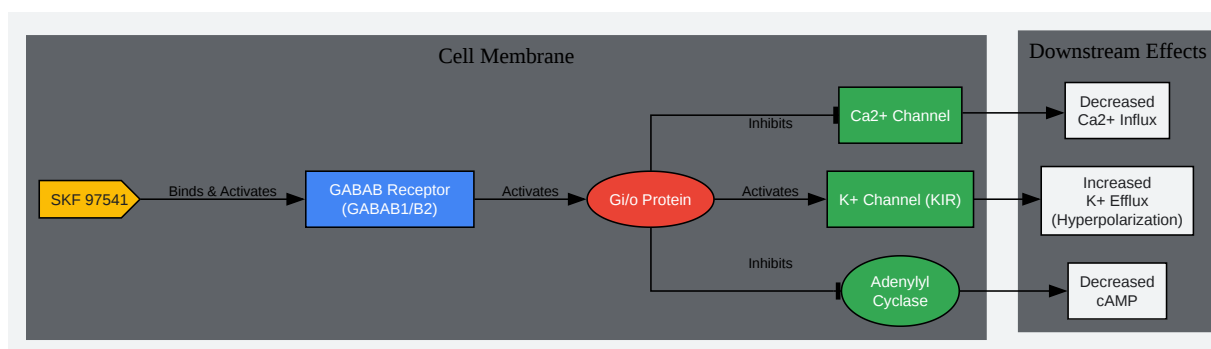 Cell Membrane
Downstream Effects
SKF 97541
Binds & Activates
GABAB Receptor
(GABAB1/B2)
Activates
Gi/o Protein
Inhibits
Ca2+ Channel
Decreased
Ca2+ Influx
Activates
K+ Channel (KIR)
Increased
K+ Efflux
(Hyperpolarization)
Inhibits
Adenylyl
Cyclase
Decreased
cAMP